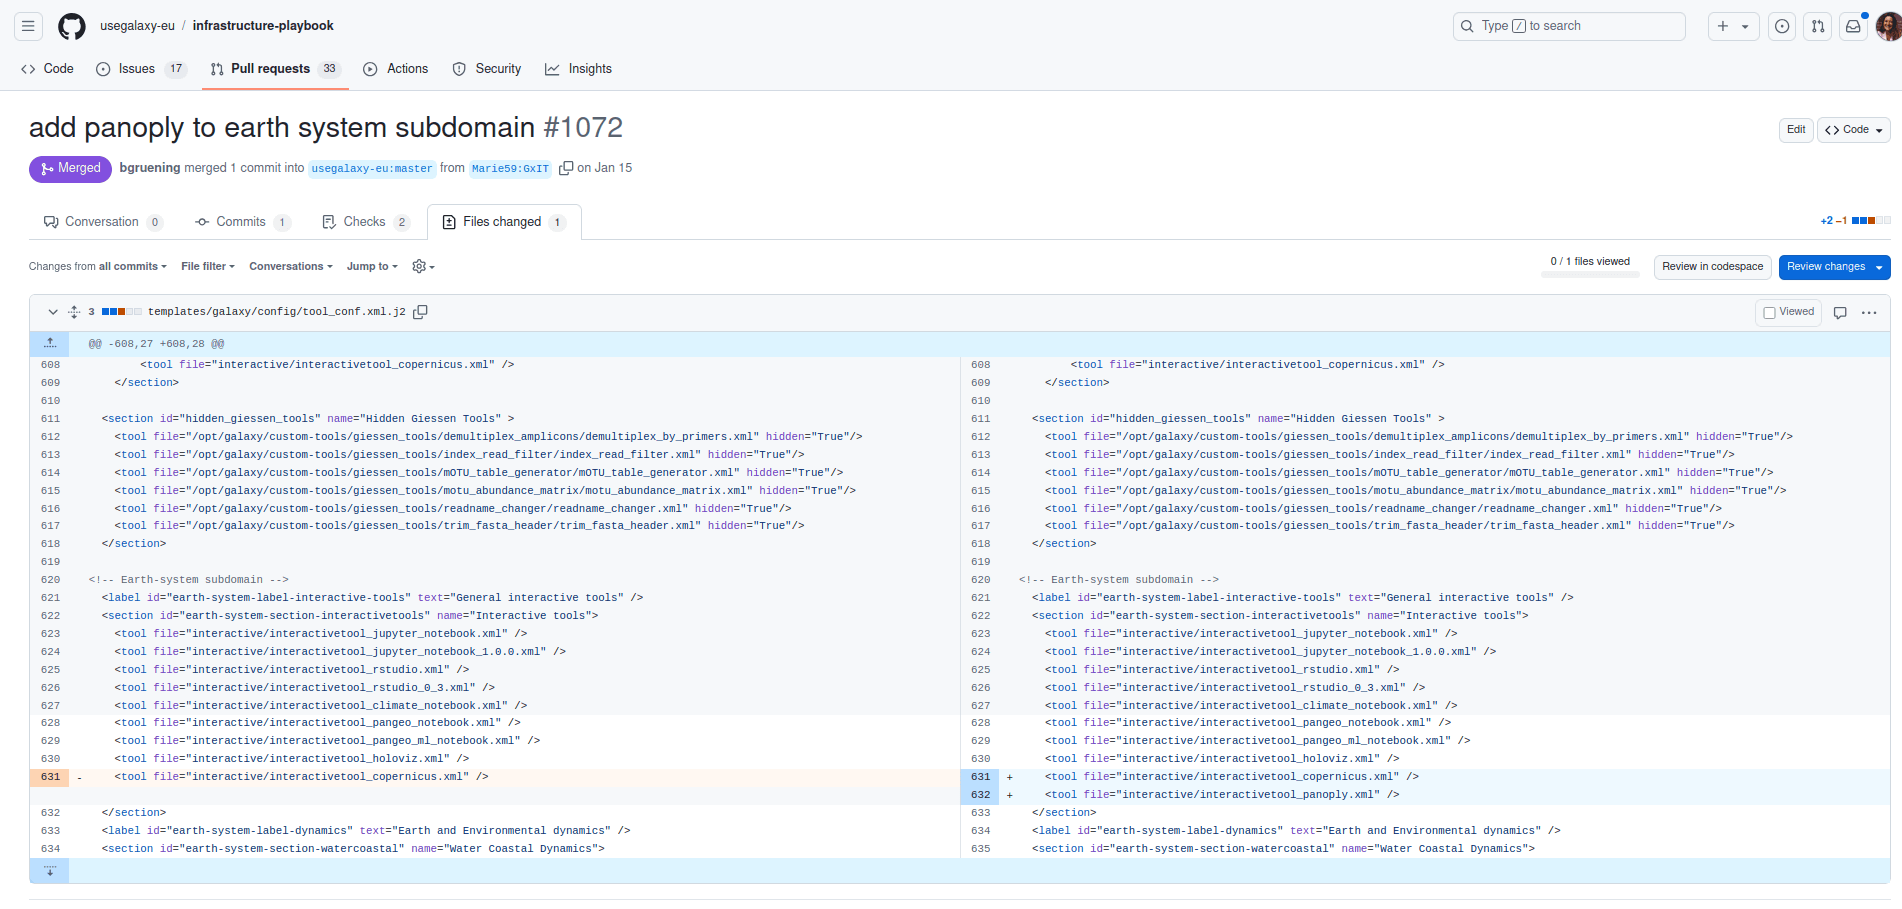 usegalaxy-eu / infrastructure-playbook
Type / to search
Code
Issues 17
Pull requests 33
Actions
Security
Insights
add panoply to earth system subdomain #1072
Edit
Code
Merged
bgruening merged 1 commit into usegalaxy-eu:master from Marie59:GxIT on Jan 15
Conversation 0
Commits 1
Checks 2
Files changed 1
+2 −1
Changes from all commits
File filter
Conversations
Jump to
0 / 1 files viewed
Review in codespace
Review changes
3 templates/galaxy/config/tool_conf.xml.j2
Viewed
@@ -608,27 +608,28 @@
608 <tool file="interactive/interactivetool_copernicus.xml" />
609 </section>
610
611 <section id="hidden_giessen_tools" name="Hidden Giessen Tools" >
612 <tool file="/opt/galaxy/custom-tools/giessen_tools/demultiplex_amplicons/demultiplex_by_primers.xml" hidden="True"/>
613 <tool file="/opt/galaxy/custom-tools/giessen_tools/index_read_filter/index_read_filter.xml" hidden="True"/>
614 <tool file="/opt/galaxy/custom-tools/giessen_tools/mOTU_table_generator/mOTU_table_generator.xml" hidden="True"/>
615 <tool file="/opt/galaxy/custom-tools/giessen_tools/motu_abundance_matrix/motu_abundance_matrix.xml" hidden="True"/>
616 <tool file="/opt/galaxy/custom-tools/giessen_tools/readname_changer/readname_changer.xml" hidden="True"/>
617 <tool file="/opt/galaxy/custom-tools/giessen_tools/trim_fasta_header/trim_fasta_header.xml" hidden="True"/>
618 </section>
619
620 <!-- Earth-system subdomain -->
621 <label id="earth-system-label-interactive-tools" text="General interactive tools" />
622 <section id="earth-system-section-interactivetools" name="Interactive tools">
623 <tool file="interactive/interactivetool_jupyter_notebook.xml" />
624 <tool file="interactive/interactivetool_jupyter_notebook_1.0.0.xml" />
625 <tool file="interactive/interactivetool_rstudio.xml" />
626 <tool file="interactive/interactivetool_rstudio_0_3.xml" />
627 <tool file="interactive/interactivetool_climate_notebook.xml" />
628 <tool file="interactive/interactivetool_pangeo_notebook.xml" />
629 <tool file="interactive/interactivetool_pangeo_ml_notebook.xml" />
630 <tool file="interactive/interactivetool_holoviz.xml" />
631 - <tool file="interactive/interactivetool_copernicus.xml" />
632 </section>
633 <label id="earth-system-label-dynamics" text="Earth and Environmental dynamics" />
634 <section id="earth-system-section-watercoastal" name="Water Coastal Dynamics">
608 <tool file="interactive/interactivetool_copernicus.xml" />
609 </section>
610
611 <section id="hidden_giessen_tools" name="Hidden Giessen Tools" >
612 <tool file="/opt/galaxy/custom-tools/giessen_tools/demultiplex_amplicons/demultiplex_by_primers.xml" hidden="True"/>
613 <tool file="/opt/galaxy/custom-tools/giessen_tools/index_read_filter/index_read_filter.xml" hidden="True"/>
614 <tool file="/opt/galaxy/custom-tools/giessen_tools/mOTU_table_generator/mOTU_table_generator.xml" hidden="True"/>
615 <tool file="/opt/galaxy/custom-tools/giessen_tools/motu_abundance_matrix/motu_abundance_matrix.xml" hidden="True"/>
616 <tool file="/opt/galaxy/custom-tools/giessen_tools/readname_changer/readname_changer.xml" hidden="True"/>
617 <tool file="/opt/galaxy/custom-tools/giessen_tools/trim_fasta_header/trim_fasta_header.xml" hidden="True"/>
618 </section>
619
620 <!-- Earth-system subdomain -->
621 <label id="earth-system-label-interactive-tools" text="General interactive tools" />
622 <section id="earth-system-section-interactivetools" name="Interactive tools">
623 <tool file="interactive/interactivetool_jupyter_notebook.xml" />
624 <tool file="interactive/interactivetool_jupyter_notebook_1.0.0.xml" />
625 <tool file="interactive/interactivetool_rstudio.xml" />
626 <tool file="interactive/interactivetool_rstudio_0_3.xml" />
627 <tool file="interactive/interactivetool_climate_notebook.xml" />
628 <tool file="interactive/interactivetool_pangeo_notebook.xml" />
629 <tool file="interactive/interactivetool_pangeo_ml_notebook.xml" />
630 <tool file="interactive/interactivetool_holoviz.xml" />
631 + <tool file="interactive/interactivetool_copernicus.xml" />
632 + <tool file="interactive/interactivetool_panoply.xml" />
633 </section>
634 <label id="earth-system-label-dynamics" text="Earth and Environmental dynamics" />
635 <section id="earth-system-section-watercoastal" name="Water Coastal Dynamics">